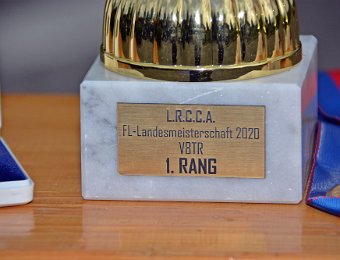 L.R.C.C.A.
FL-Landesmeisterschaft 2020
VBTR
1. RANG